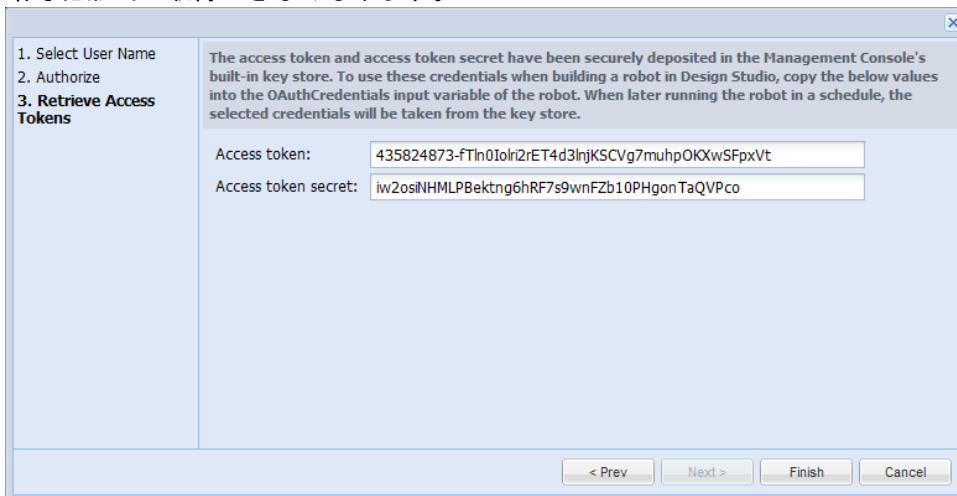 1. Select User Name
2. Authorize
3. Retrieve Access
Tokens
The access token and access token secret have been securely deposited in the Management Console's
built-in key store. To use these credentials when building a robot in Design Studio, copy the below values
into the OAuthCredentials input variable of the robot. When later running the robot in a schedule, the
selected credentials will be taken from the key store.
Access token: 435824873-fTln0Iolri2rET4d3lnjKSCVg7muhpOKXwSFpxVt
Access token secret: iw2osiNHMLPBektng6hRF7s9wnFZb10PHgonTaQVPco
< Prev Next > Finish Cancel